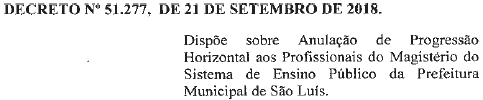 DECRETO Nº 51.277, DE 21 DE SETEMBRO DE 2018.
Dispõe sobre Anulação de Progressão
Horizontal aos Profissionais do Magistério do
Sistema de Ensino Público da Prefeitura
Municipal de São Luís.